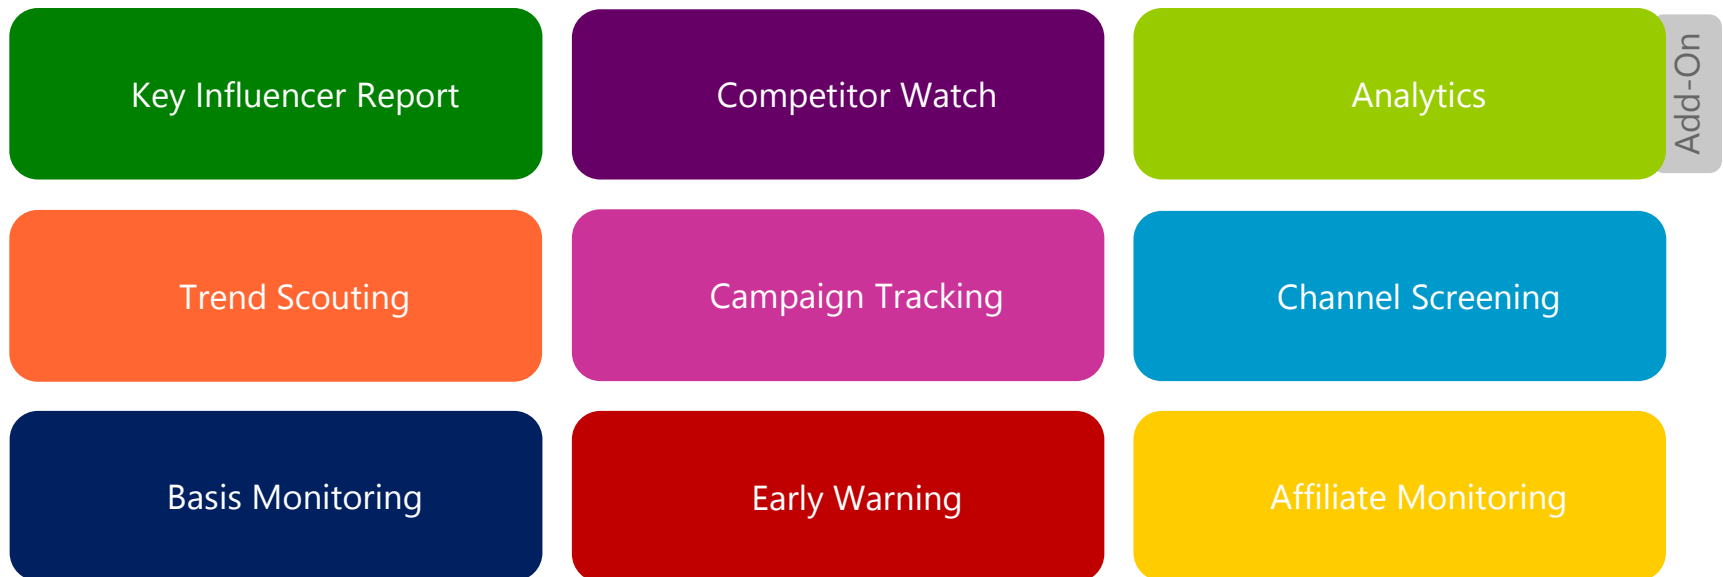 Key Influencer Report
Competitor Watch
Analytics
Add-On
Trend Scouting
Campaign Tracking
Channel Screening
Basis Monitoring
Early Warning
Affiliate Monitoring